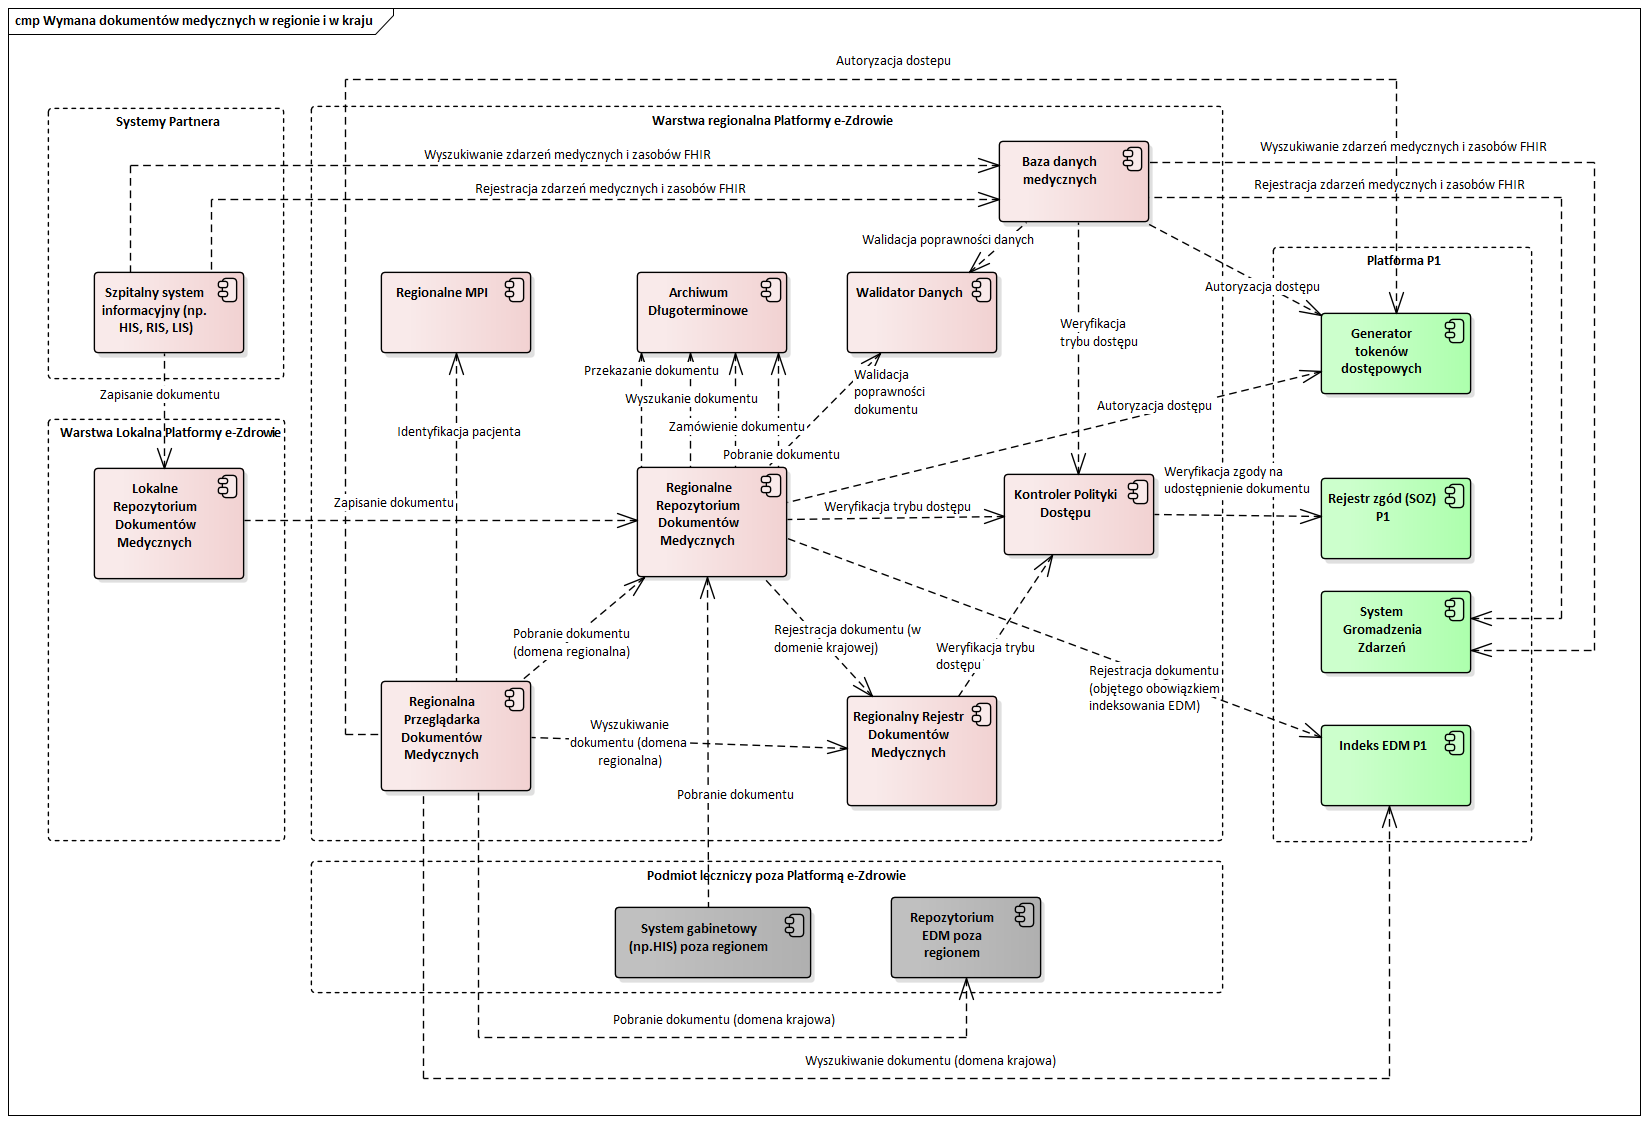 cmp Wymana dokumentów medycznych w regionie i w kraju
Autoryzacja dostepu
Systemy Partnera
Warstwa regionalna Platformy e-Zdrowie
Wyszukiwanie zdarzeń medycznych i zasobów FHIR
Rejestracja zdarzeń medycznych i zasobów FHIR
Baza danych
medycznych
Wyszukiwanie zdarzeń medycznych i zasobów FHIR
Rejestracja zdarzeń medycznych i zasobów FHIR
Walidacja poprawności danych
Platforma P1
Szpitalny system
informacyjny (np.
HIS, RIS, LIS)
Regionalne MPI
Archiwum
Długoterminowe
Walidator Danych
Autoryzacja dostępu
Weryfikacja
trybu dostępu
Generator
tokenów
dostępowych
Zapisanie dokumentu
Przekazanie dokumentu
Wyszukanie dokumentu
Zamówienie dokumentu
Pobranie dokumentu
Walidacja
poprawności
dokumentu
Autoryzacja dostępu
Warstwa Lokalna Platformy e-Zdrowie
Identyfikacja pacjenta
Lokalne
Repozytorium
Dokumentów
Medycznych
Zapisanie dokumentu
Regionalne
Repozytorium
Dokumentów
Medycznych
Weryfikacja trybu dostępu
Kontroler Polityki
Dostępu
Weryfikacja zgody na
udostępnienie dokumentu
Rejestr zgód (SOZ)
P1
System
Gromadzenia
Zdarzeń
Pobranie dokumentu
(domena regionalna)
Rejestracja dokumentu (w
domenie krajowej)
Weryfikacja trybu
dostępu
Rejestracja dokumentu
(objętego obowiązkiem
indeksowania EDM)
Regionalna
Przeglądarka
Dokumentów
Medycznych
Wyszukiwanie
dokumentu (domena
regionalna)
Regionalny Rejestr
Dokumentów
Medycznych
Indeks EDM P1
Pobranie dokumentu
Podmiot leczniczy poza Platformą e-Zdrowie
System gabinetowy
(np.HIS) poza regionem
Repozytorium
EDM poza
regionem
Pobranie dokumentu (domena krajowa)
Wyszukiwanie dokumentu (domena krajowa)